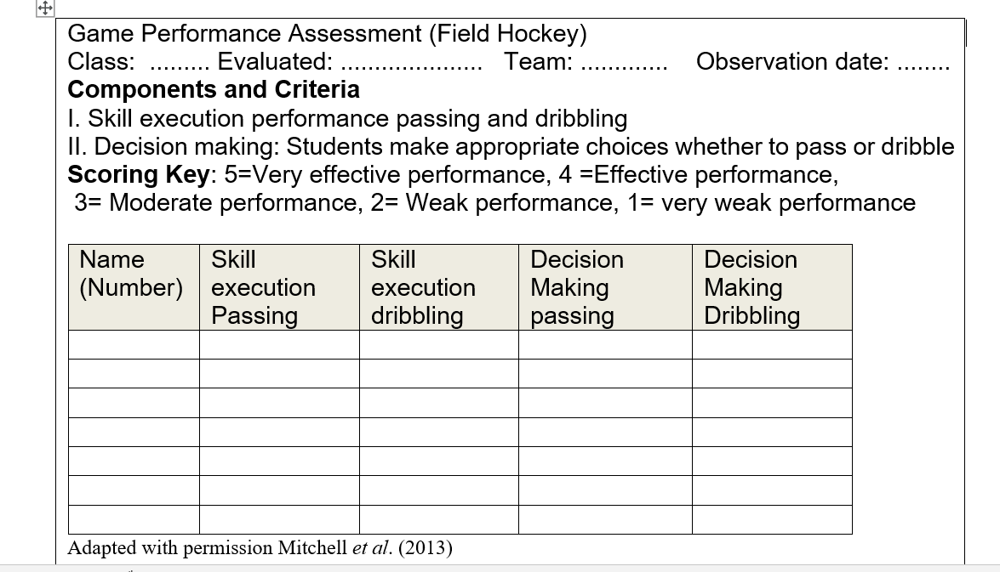 Game Performance Assessment (Field Hockey)
Class: ......... Evaluated: ..................... Team: ............. Observation date: ........
Components and Criteria
I. Skill execution performance passing and dribbling
II. Decision making: Students make appropriate choices whether to pass or dribble
Scoring Key: 5=Very effective performance, 4 =Effective performance,
3= Moderate performance, 2= Weak performance, 1= very weak performance
Name Skill Skill Decision Decision
(Number) execution execution Making Making
Passing dribbling passing Dribbling
Adapted with permission Mitchell et al. (2013)